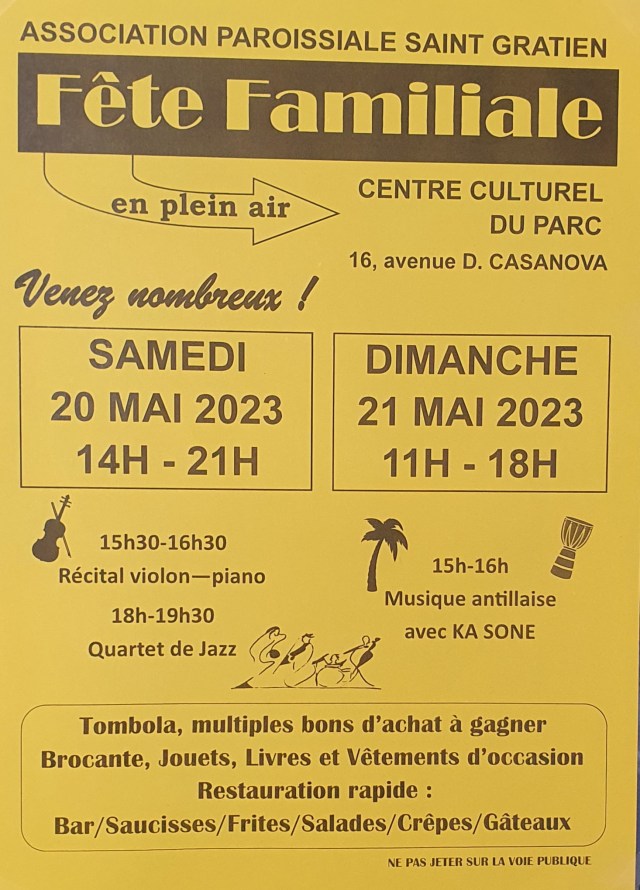 ASSOCIATION PAROISSIALE SAINT GRATIEN
Fête Familiale
en plein air
CENTRE CULTUREL
DU PARC
16, avenue D. CASANOVA
Venez nombreux !
SAMEDI
20 MAI 2023
14H - 21H
DIMANCHE
21 MAI 2023
11H - 18H
15h30-16h30
Récital violon—piano
18h-19h30
Quartet de Jazz
15h-16h
Musique antillaise
avec KA SONE
Tombola, multiples bons d'achat à gagner
Brocante, Jouets, Livres et Vêtements d'occasion
Restauration rapide :
Bar/Saucisses/Frites/Salades/Crêpes/Gâteaux
NE PAS JETER SUR LA VOIE PUBLIQUE